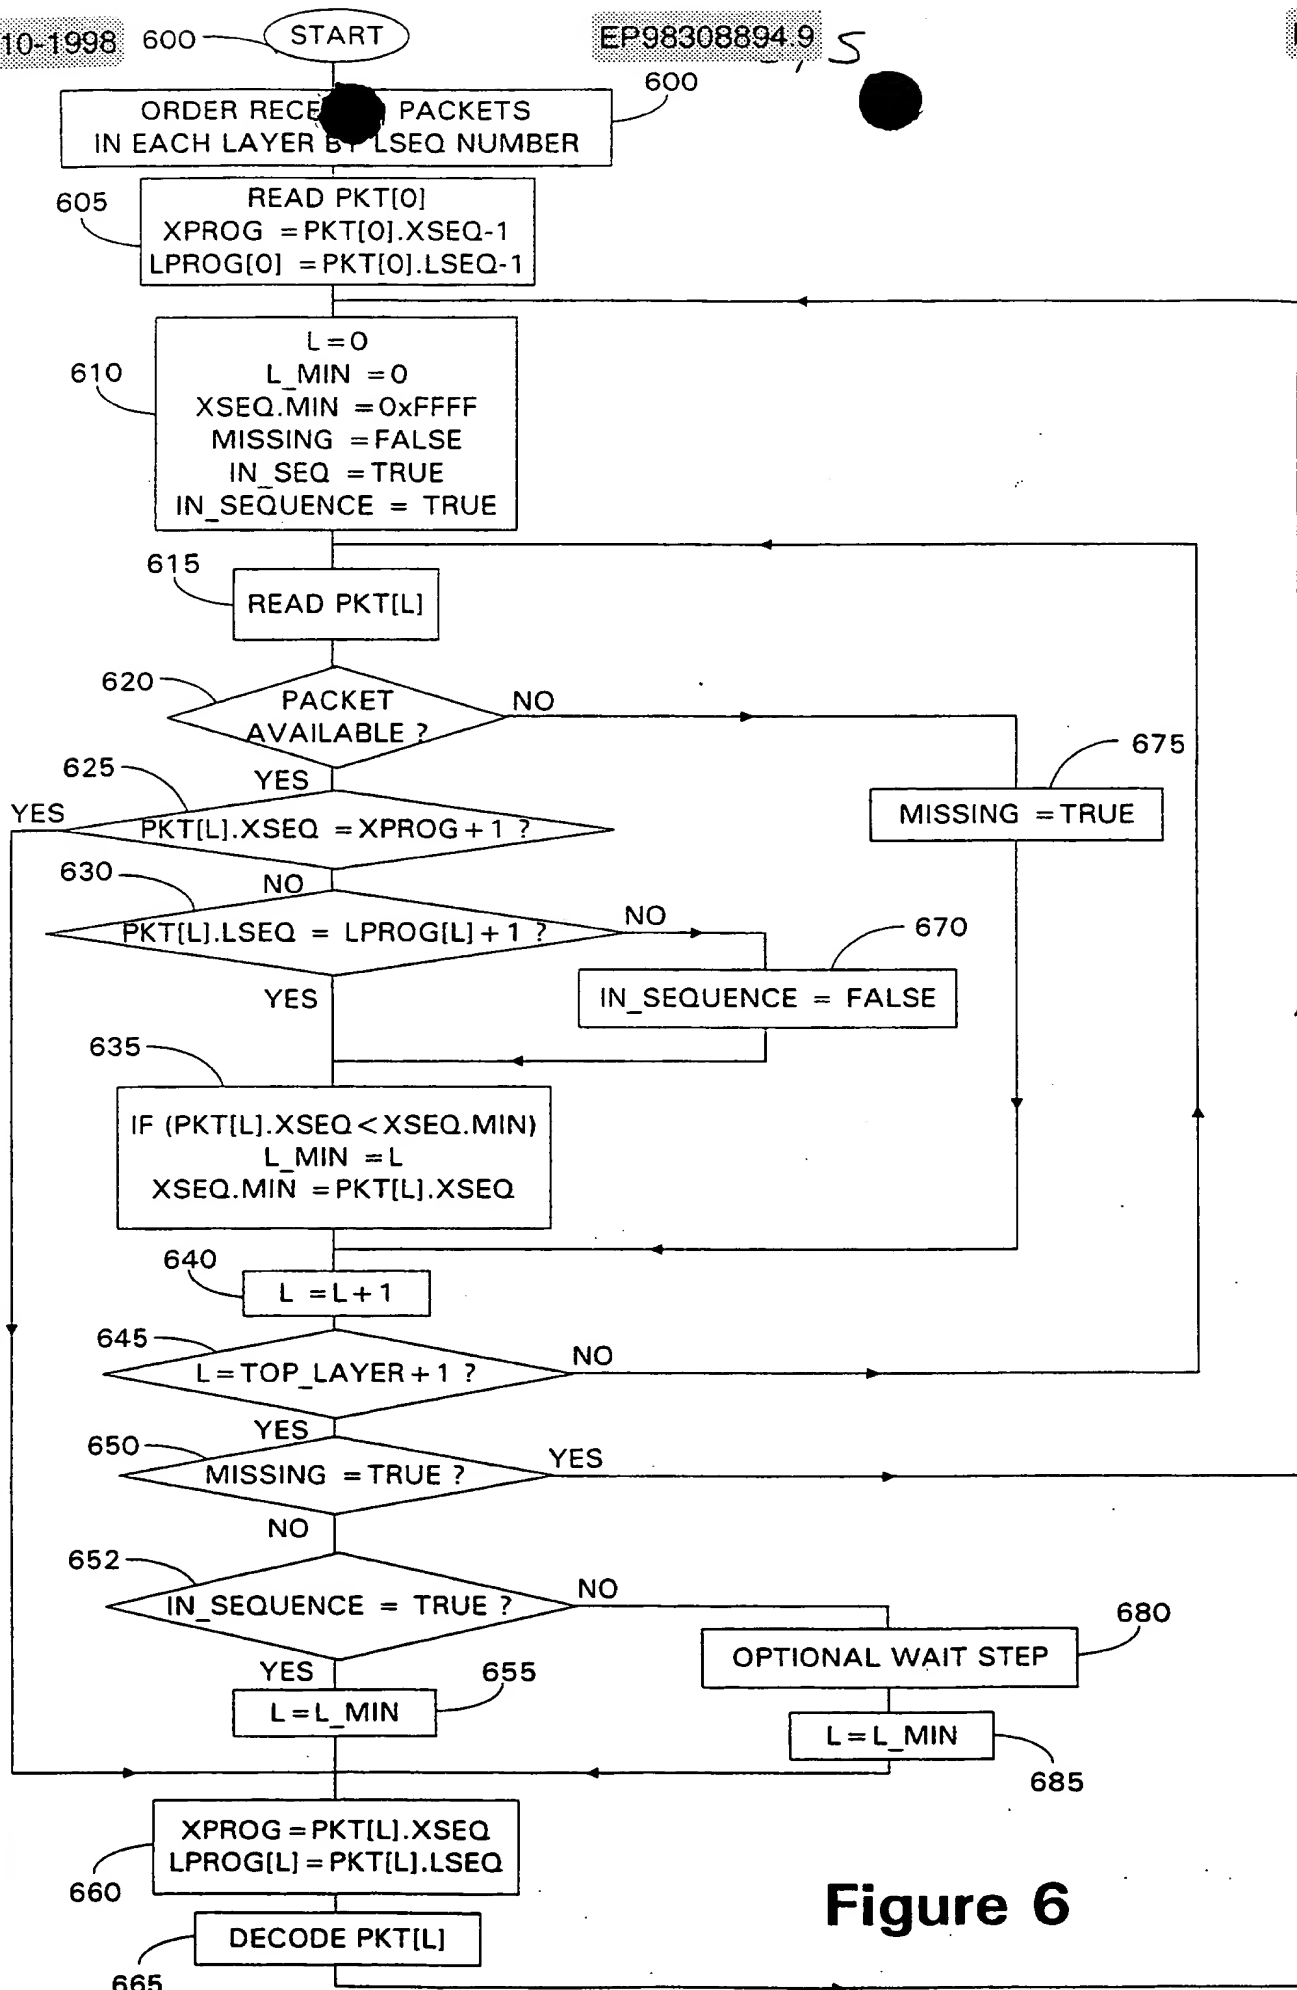 10-1998
600
START
EP98308894.9
5
600
ORDER RECE PACKETS
IN EACH LAYER BY LSEQ NUMBER
605
READ PKT[0]
XPROG =PKT[0].XSEQ-1
LPROG[0] =PKT[0].LSEQ-1
610
L=0
L_MIN =0
XSEQ.MIN =0xFFFF
MISSING =FALSE
IN_SEQ =TRUE
IN_SEQUENCE = TRUE
615
READ PKT[L]
620
PACKET
AVAILABLE ?
NO
YES
675
MISSING =TRUE
625
YES
PKT[L].XSEQ =XPROG+1 ?
NO
630
PKT[L].LSEQ = LPROG[L]+1 ?
NO
YES
670
IN_SEQUENCE = FALSE
635
IF (PKT[L].XSEQ<XSEQ.MIN)
L_MIN =L
XSEQ.MIN =PKT[L].XSEQ
640
L =L+1
645
L=TOP_LAYER+1 ?
NO
YES
650
MISSING =TRUE ?
YES
NO
652
IN_SEQUENCE = TRUE ?
NO
YES
680
OPTIONAL WAIT STEP
655
L=L_MIN
L=L_MIN
685
660
XPROG=PKT[L].XSEQ
LPROG[L]=PKT[L].LSEQ
Figure 6
DECODE PKT[L]
665